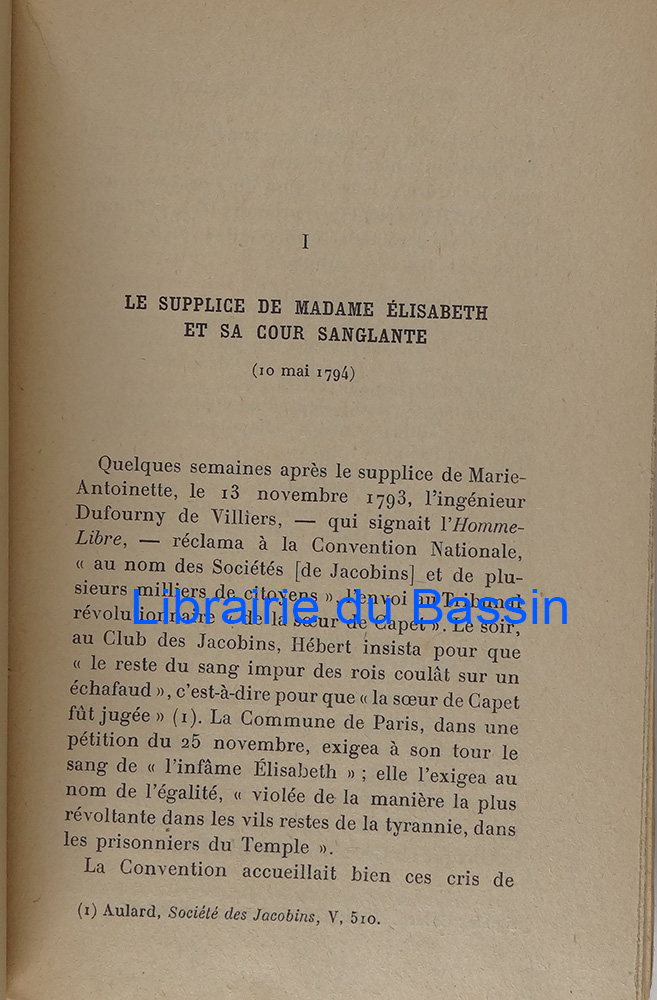 I
LE SUPPLICE DE MADAME ÉLISABETH
ET SA COUR SANGLANTE
(10 mai 1794)
Quelques semaines après le supplice de Marie-
Antoinette, le 13 novembre 1793, l'ingénieur
Dufourny de Villiers, — qui signait l'Homme-
Libre, — réclama à la Convention Nationale,
« au nom des Sociétés [de Jacobins] et de plu-
sieurs milliers de citoyens », l'envoi au Tribunal
révolutionnaire « de la sœur de Capet ». Le soir,
au Club des Jacobins, Hébert insista pour que
« le reste du sang impur des rois coulât sur un
échafaud », c'est-à-dire pour que « la sœur de Capet
fût jugée » (1). La Commune de Paris, dans une
pétition du 25 novembre, exigea à son tour le
sang de « l'infâme Élisabeth » ; elle l'exigea au
nom de l'égalité, « violée de la manière la plus
révoltante dans les vils restes de la tyrannie, dans
les prisonniers du Temple ».
La Convention accueillait bien ces cris de
(1) Aulard, Société des Jacobins, V, 510.
Librairie du Bassin